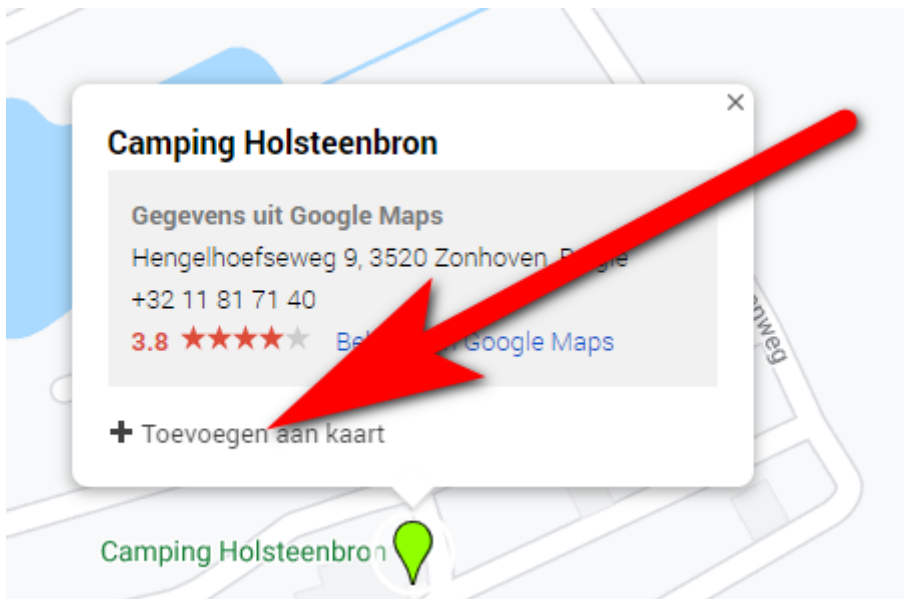 Camping Holsteenbron
Gegevens uit Google Maps
Hengelhoefseweg 9, 3520 Zonhoven,
+32 11 81 71 40
3.8 Google Maps
+ Toevoegen aan kaart
Camping Holsteenbron